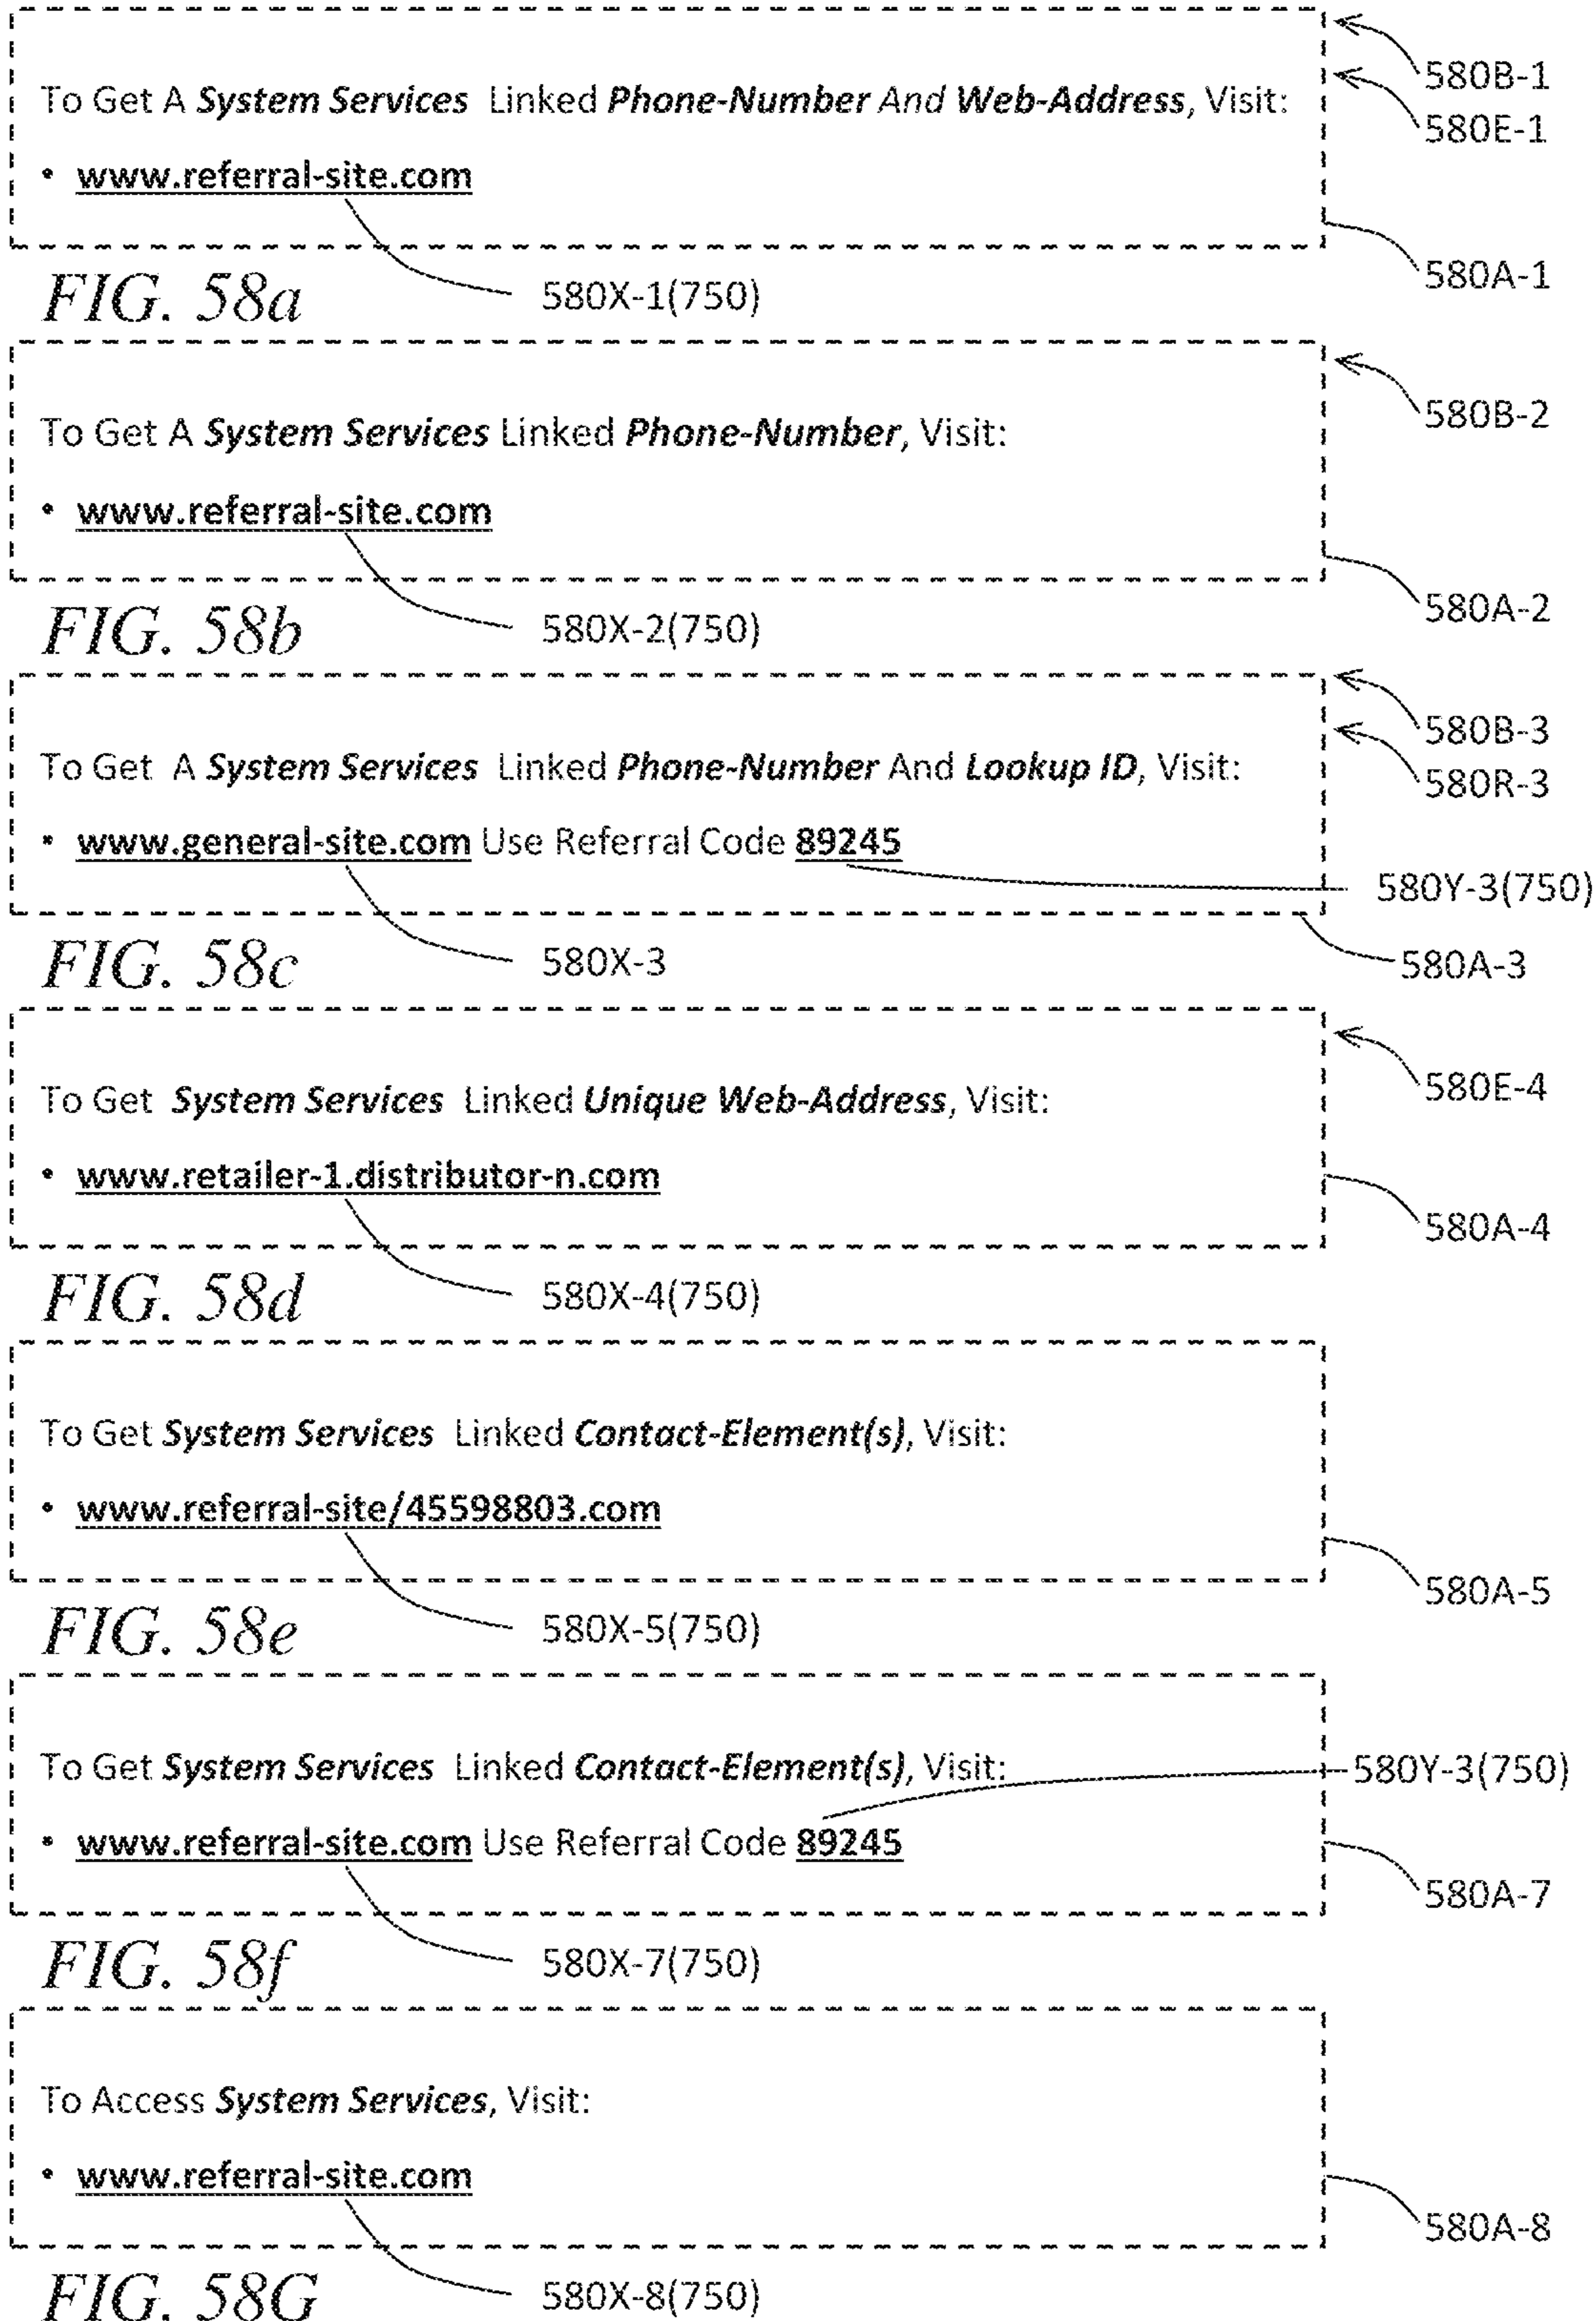 580B-1
To Get A System Services Linked Phone-Number And Web-Address, Visit:
580E-1
• www.referral-site.com
580A-1
FIG. 58a
580X-1(750)
580B-2
To Get A System Services Linked Phone-Number, Visit:
• www.referral-site.com
580A-2
FIG. 58b
580X-2(750)
580B-3
To Get A System Services Linked Phone-Number And Lookup ID, Visit:
580R-3
• www.general-site.com Use Referral Code 89245
580Y-3(750)
FIG. 58c
580X-3
580A-3
To Get System Services Linked Unique Web-Address, Visit:
580E-4
• www.retailer-1.distributor-n.com
580A-4
FIG. 58d
580X-4(750)
To Get System Services Linked Contact-Element(s), Visit:
• www.referral-site/45598803.com
580A-5
FIG. 58e
580X-5(750)
To Get System Services Linked Contact-Element(s), Visit:
580Y-3(750)
• www.referral-site.com Use Referral Code 89245
580A-7
FIG. 58f
580X-7(750)
To Access System Services, Visit:
• www.referral-site.com
580A-8
FIG. 58G
580X-8(750)